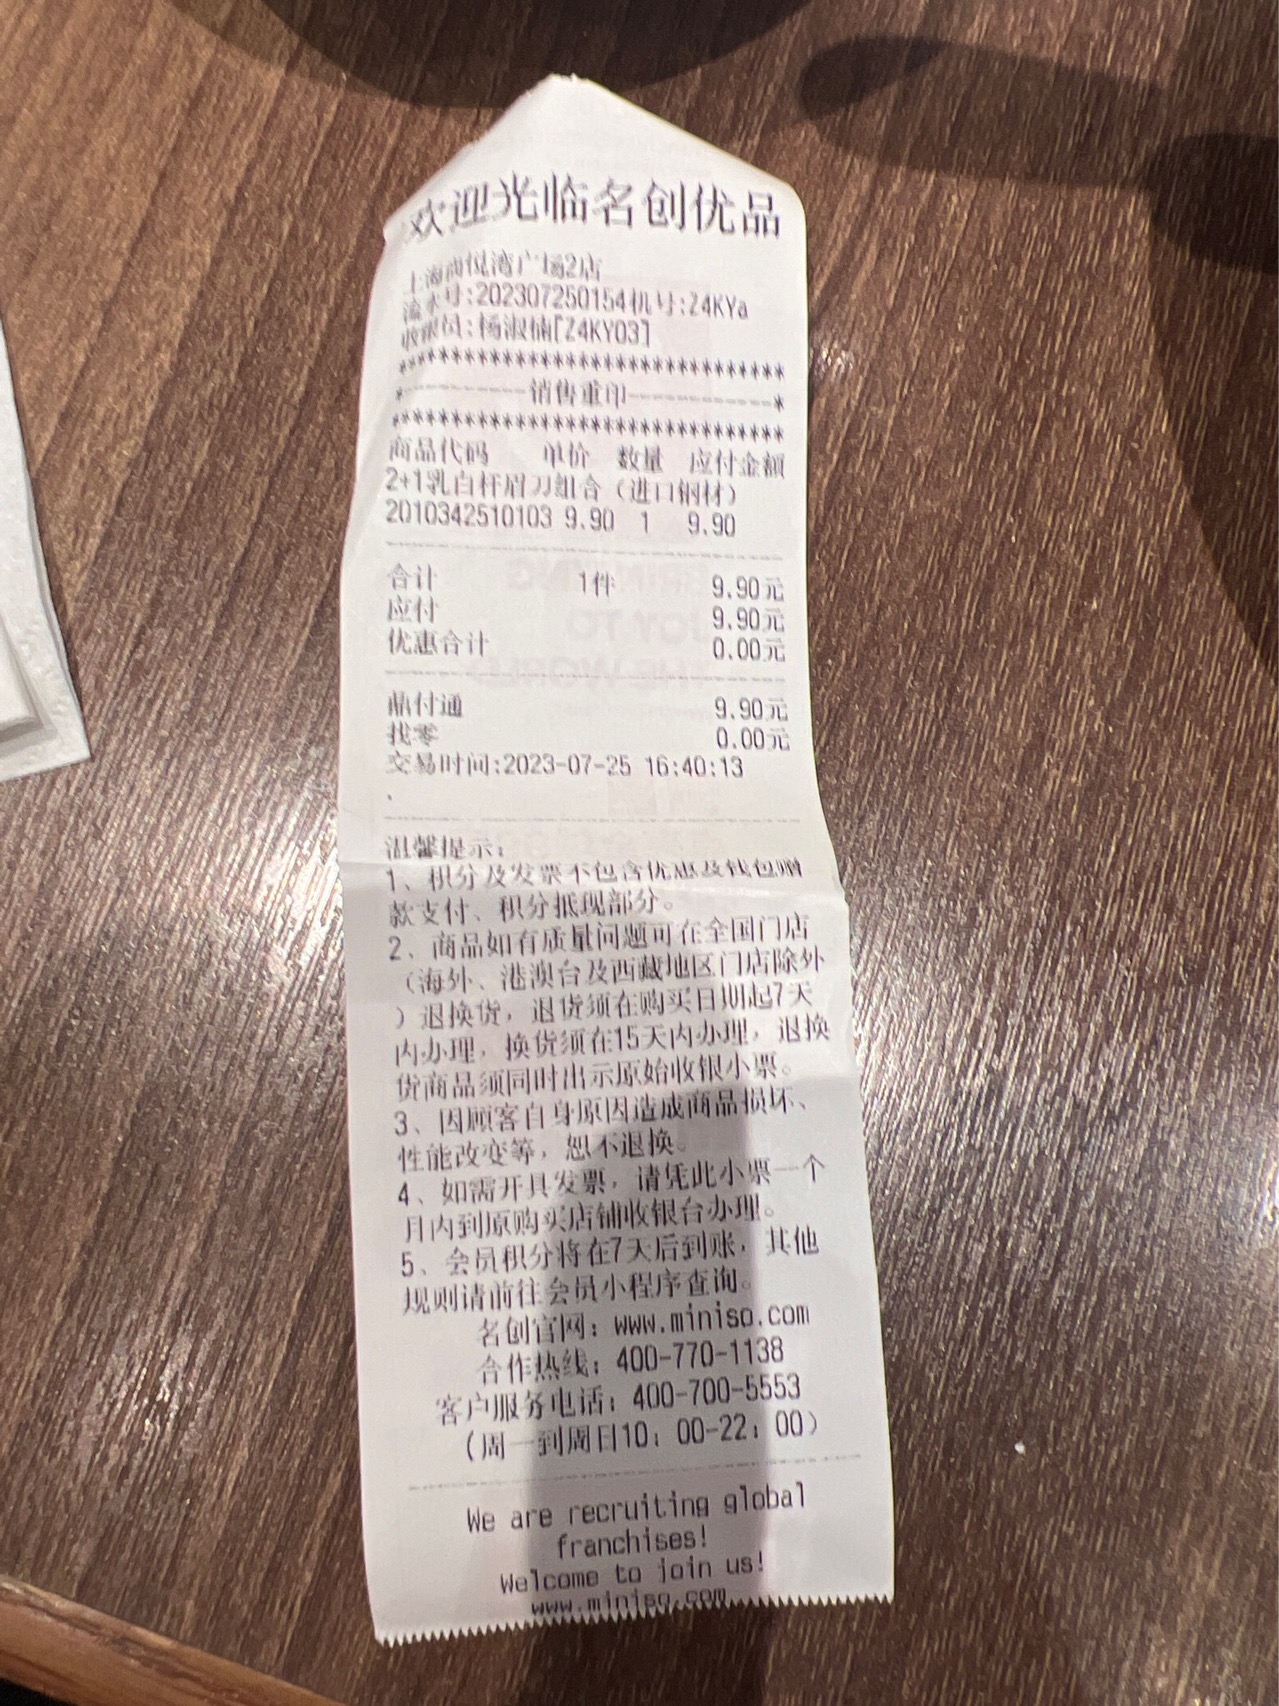 欢迎光临名创优品
上海尚悦湾广场2店
流水号:202307250154机号:Z4KYa
收银员:杨淑楠[Z4KY03]
*******************************
*-----------销售重印------------*
*******************************
商品代码 单价 数量 应付金额
2+1乳白杆眉刀组合（进口钢材）
2010342510103 9.90 1 9.90
合计 1件 9.90元
应付 9.90元
优惠合计 0.00元
鼎付通 9.90元
找零 0.00元
交易时间:2023-07-25 16:40:13
.
温馨提示:
1、积分及发票不包含优惠及钱包赠
款支付、积分抵现部分。
2、商品如有质量问题可在全国门店
（海外、港澳台及西藏地区门店除外
）退换货，退货须在购买日期起7天
内办理，换货须在15天内办理，退换
货商品须同时出示原始收银小票。
3、因顾客自身原因造成商品损坏、
性能改变等，恕不退换。
4、如需开具发票，请凭此小票一个
月内到原购买店铺收银台办理。
5、会员积分将在7天后到账，其他
规则请前往会员小程序查询。
名创官网：www.miniso.com
合作热线：400-770-1138
客户服务电话：400-700-5553
（周一到周日10：00-22：00）
We are recruiting global
franchises!
Welcome to join us!
www.miniso.com